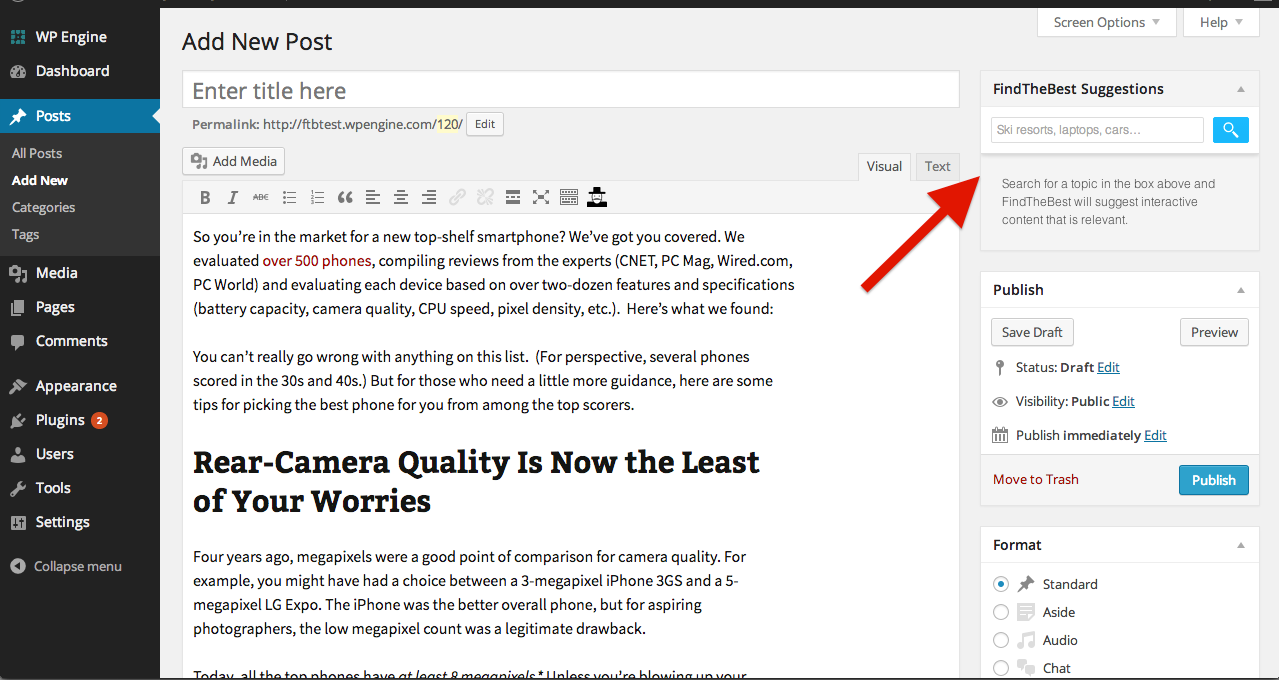 WP Engine
Dashboard
Posts
All Posts
Add New
Categories
Tags
Media
Pages
Comments
Appearance
Plugins 2
Users
Tools
Settings
Collapse menu
Screen Options
Help
Add New Post
Enter title here
Permalink: http://ftbtest.wpengine.com/120/ Edit
Add Media
Visual Text
B I ABC
So you’re in the market for a new top-shelf smartphone? We’ve got you covered. We
evaluated over 500 phones, compiling reviews from the experts (CNET, PC Mag, Wired.com,
PC World) and evaluating each device based on over two-dozen features and specifications
(battery capacity, camera quality, CPU speed, pixel density, etc.).  Here’s what we found:
You can’t really go wrong with anything on this list.  (For perspective, several phones
scored in the 30s and 40s.) But for those who need a little more guidance, here are some
tips for picking the best phone for you from among the top scorers.
Rear-Camera Quality Is Now the Least
of Your Worries
Four years ago, megapixels were a good point of comparison for camera quality. For
example, you might have had a choice between a 3-megapixel iPhone 3GS and a 5-
megapixel LG Expo. The iPhone was the better overall phone, but for aspiring
photographers, the low megapixel count was a legitimate drawback.
Today, all the top phones have at least 8 megapixels.* Unless you’re blowing up your
FindTheBest Suggestions
Ski resorts, laptops, cars...
Search for a topic in the box above and
FindTheBest will suggest interactive
content that is relevant.
Publish
Save Draft Preview
Status: Draft Edit
Visibility: Public Edit
Publish immediately Edit
Move to Trash Publish
Format
Standard
Aside
Audio
Chat